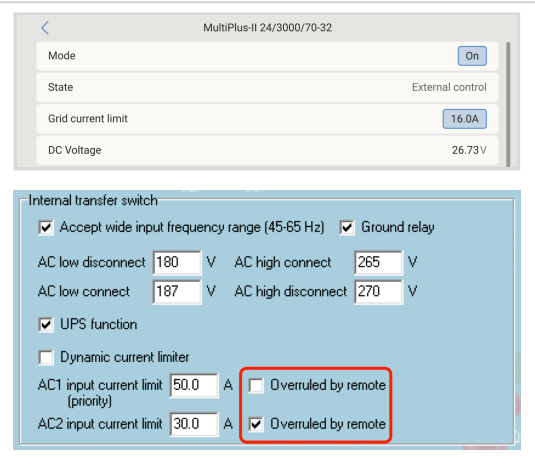 MultiPlus-II 24/3000/70-32
Mode On
State External control
Grid current limit 16.0A
DC Voltage 26.73V
Internal transfer switch
Accept wide input frequency range (45-65 Hz) Ground relay
AC low disconnect 180 V AC high connect 265 V
AC low connect 187 V AC high disconnect 270 V
UPS function
Dynamic current limiter
AC1 input current limit 50.0 A Overruled by remote
(priority)
AC2 input current limit 30.0 A Overruled by remote